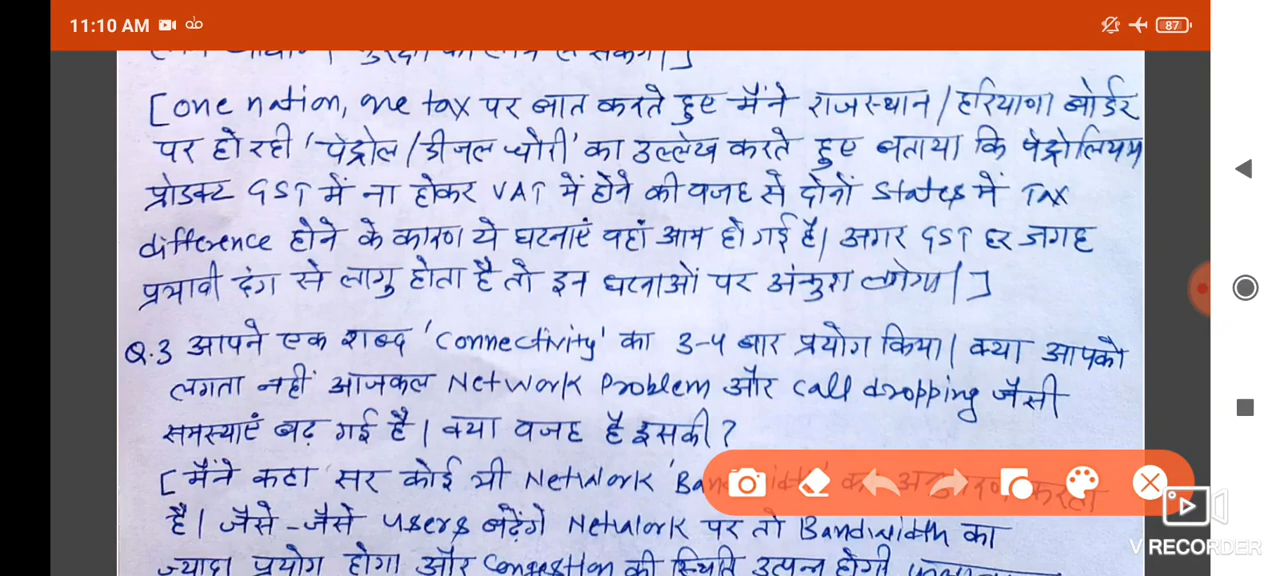 11:10 AM
87
[one nation, one tax पर बात करते हुए मैंने राजस्थान/हरियाणा बोर्डर
पर हो रही 'पेट्रोल/डीजल चोरी' का उल्लेख करते हुए बताया कि पेट्रोलियम
प्रोडक्ट GST में ना होकर VAT में होने की वजह से दोनों States में TAX
difference होने के कारण ये घटनाएं यहां आम हो गई है। अगर GST हर जगह
प्रभावी ढंग से लागु होता है तो इन घटनाओं पर अंकुश लगेगा।]
Q.3 आपने एक शब्द 'Connectivity' का 3-4 बार प्रयोग किया। क्या आपको
लगता नहीं आजकल Network Problem और call dropping जैसी
समस्याएं बढ़ गई है। क्या वजह है इसकी?
[मैंने कहा सर कोई भी Network
है। जैसे-जैसे users बढ़ेंगे Network पर तो Bandwidth का
VRECORDER
ज्यादा प्रयोग होगा और Congestion की स्थिति उत्पन्न होगी